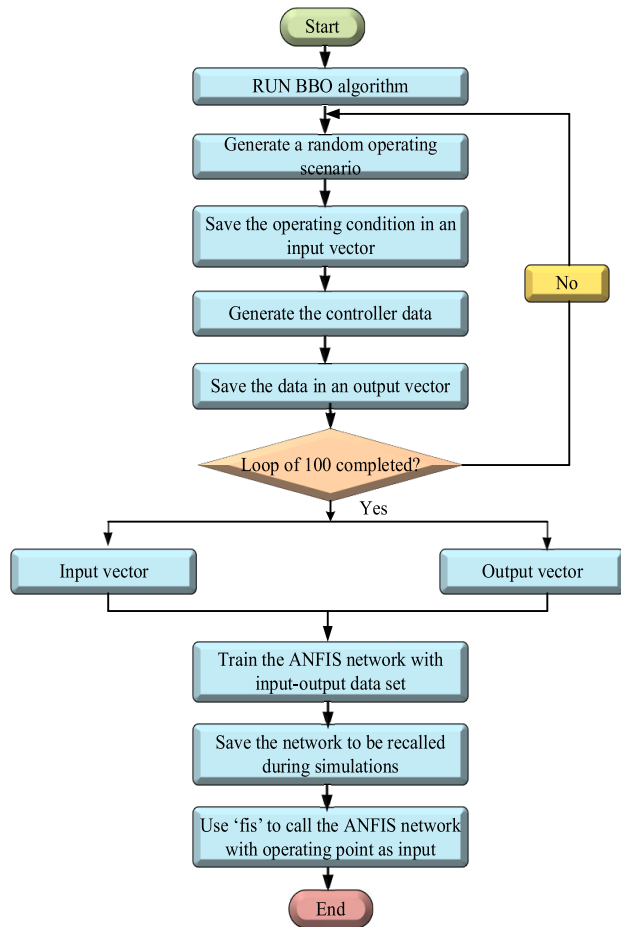 Start
RUN BBO algorithm
Generate a random operating
scenario
Save the operating condition in an
input vector
No
Generate the controller data
Save the data in an output vector
Loop of 100 completed?
Yes
Input vector
Output vector
Train the ANFIS network with
input-output data set
Save the network to be recalled
during simulations
Use ‘fis’ to call the ANFIS network
with operating point as input
End